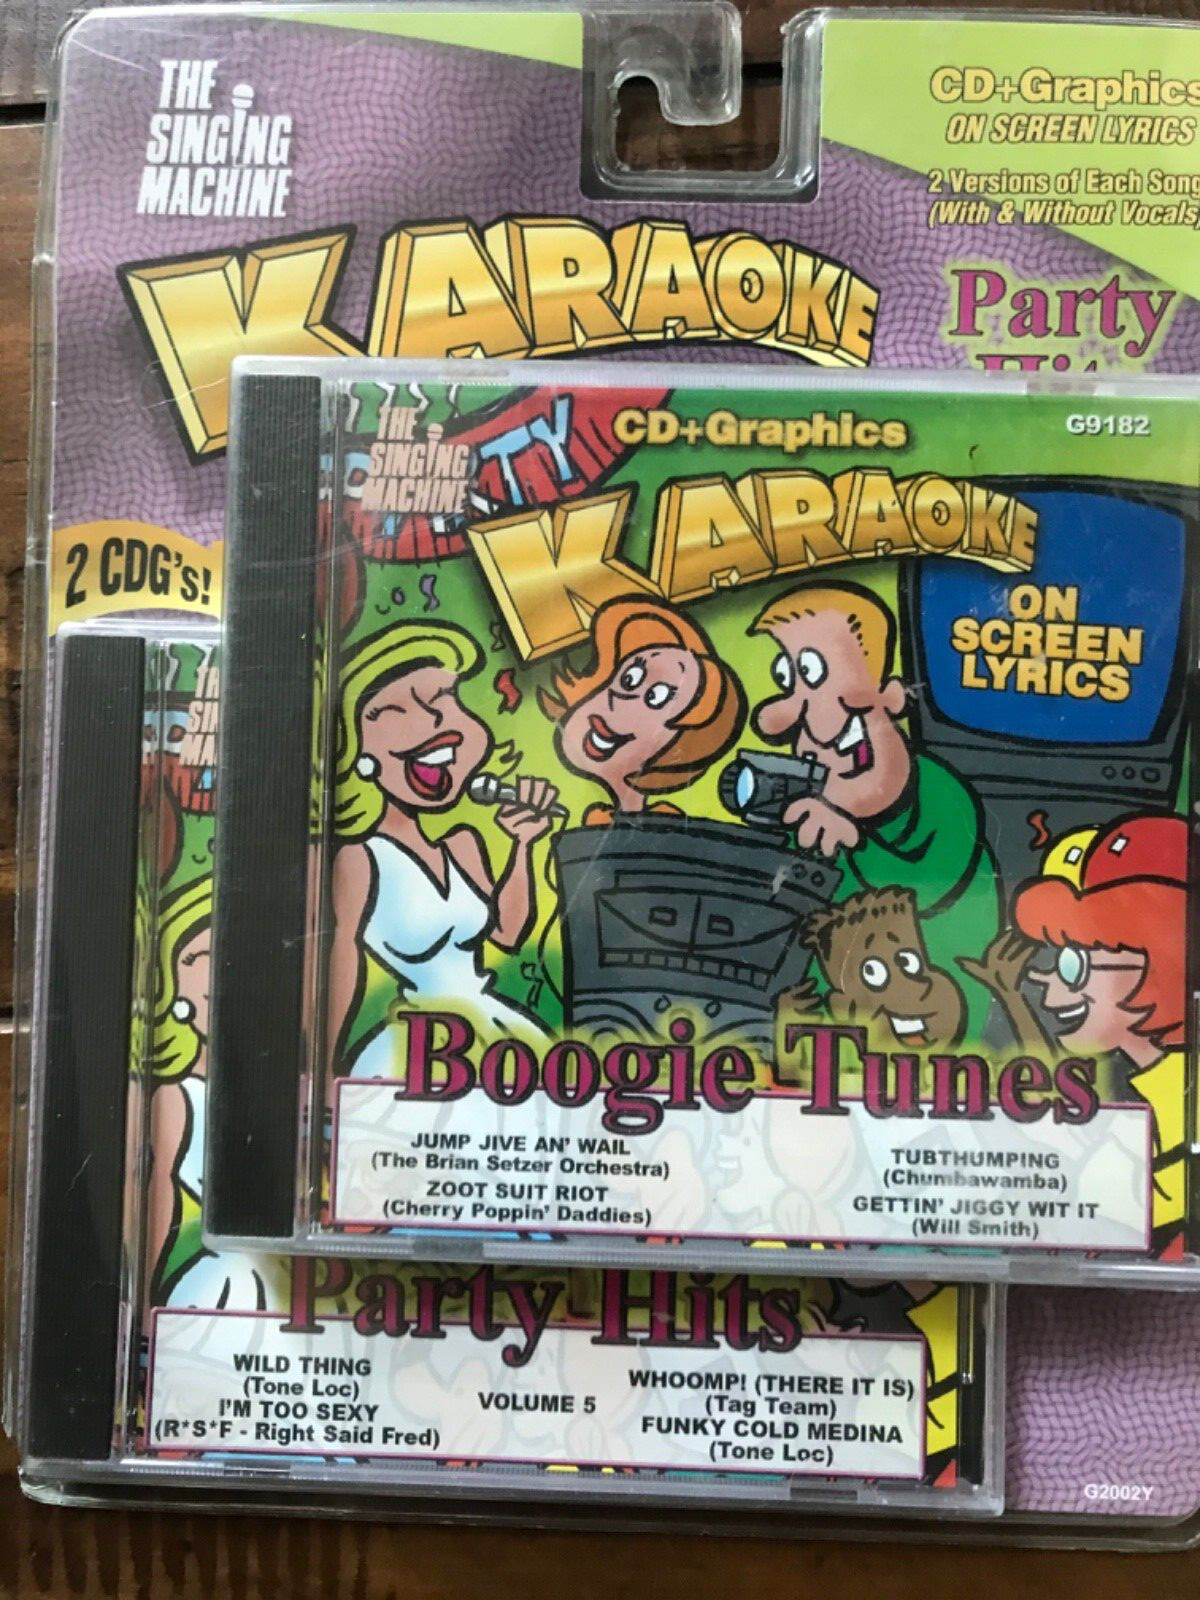 THE
SINGING
MACHINE
CD+Graphics
ON SCREEN LYRICS
2 Versions of Each Song
(With & Without Vocals)
KARAOKE
Party
2 CDG's!
THE
SINGING
MACHINE
CD+Graphics
G9182
KARAOKE
ON
SCREEN
LYRICS
Boogie Tunes
JUMP JIVE AN' WAIL
(The Brian Setzer Orchestra)
ZOOT SUIT RIOT
(Cherry Poppin' Daddies)
TUBTHUMPING
(Chumbawamba)
GETTIN' JIGGY WIT IT
(Will Smith)
Party Hits
WILD THING
(Tone Loc)
I'M TOO SEXY
(R*S*F - Right Said Fred)
VOLUME 5
WHOOMP! (THERE IT IS)
(Tag Team)
FUNKY COLD MEDINA
(Tone Loc)
G2002Y